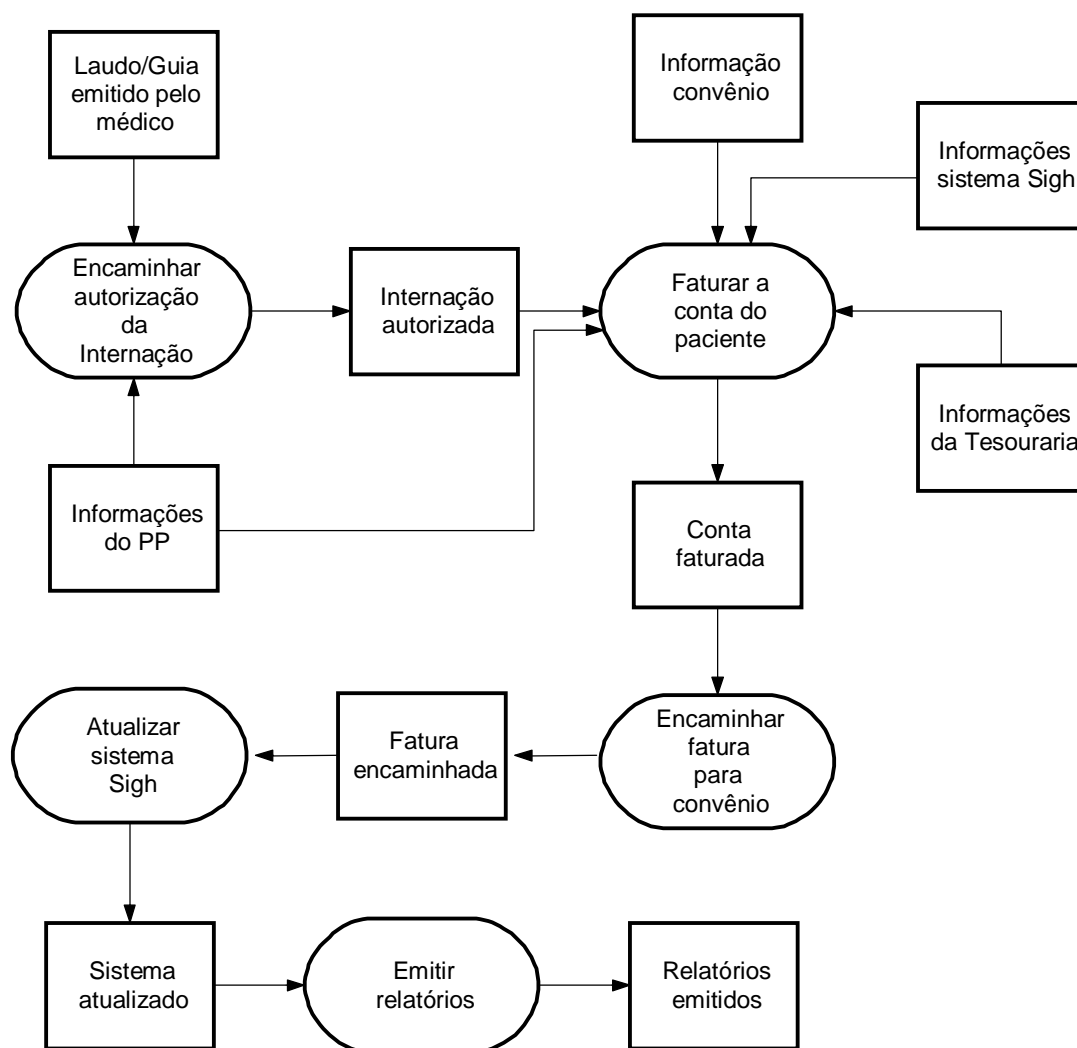 Laudo/Guia
emitido pelo
médico
Informação
convênio
Informações
sistema Sigh
Encaminhar
autorização
da
Internação
Internação
autorizada
Faturar a
conta do
paciente
Informações
do PP
Informações
da Tesouraria
Conta
faturada
Atualizar
sistema
Sigh
Fatura
encaminhada
Encaminhar
fatura
para
convênio
Sistema
atualizado
Emitir
relatórios
Relatórios
emitidos